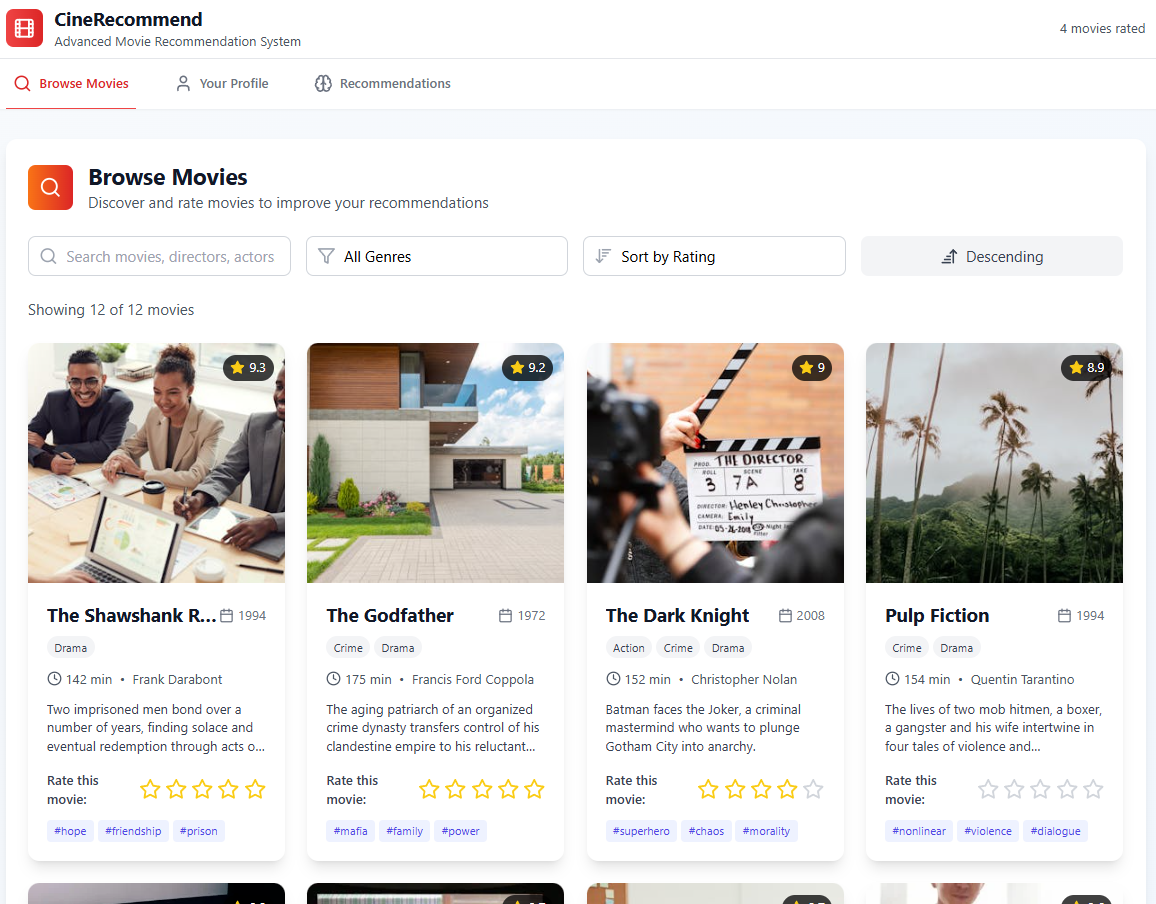 CineRecommend
Advanced Movie Recommendation System
4 movies rated
Browse Movies
Your Profile
Recommendations
Browse Movies
Discover and rate movies to improve your recommendations
Search movies, directors, actors
All Genres
Sort by Rating
Descending
Showing 12 of 12 movies
9.3
9.2
9
8.9
PROD. THE DIRECTOR
ROLL SCENE TAKE
3 7A 8
DIRECTOR: Henley Christopher
CAMERA: Emily
The Shawshank R...
1994
Drama
142 min • Frank Darabont
Two imprisoned men bond over a
number of years, finding solace and
eventual redemption through acts o...
Rate this
movie:
#hope #friendship #prison
The Godfather
1972
Crime Drama
175 min • Francis Ford Coppola
The aging patriarch of an organized
crime dynasty transfers control of his
clandestine empire to his reluctant...
Rate this
movie:
#mafia #family #power
The Dark Knight
2008
Action Crime Drama
152 min • Christopher Nolan
Batman faces the Joker, a criminal
mastermind who wants to plunge
Gotham City into anarchy.
Rate this
movie:
#superhero #chaos #morality
Pulp Fiction
1994
Crime Drama
154 min • Quentin Tarantino
The lives of two mob hitmen, a boxer,
a gangster and his wife intertwine in
four tales of violence and...
Rate this
movie:
#nonlinear #violence #dialogue